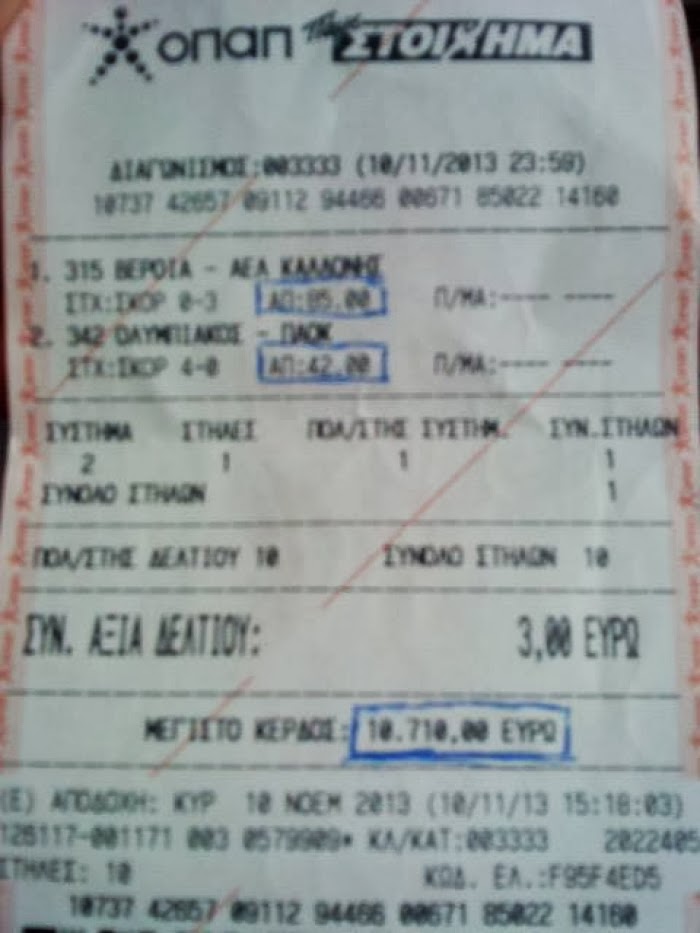 οπαπ Πάμε ΣΤΟΙΧΗΜΑ
ΔΙΑΓΩΝΙΣΜΟΣ:003333 (10/11/2013 23:59)
10737 42657 09112 94466 00671 85022 14160
1. 315 ΒΕΡΟΙΑ - ΑΕΛ ΚΑΛΛΟΝΗΣ
ΣΤΧ:ΣΚΟΡ 0-3 ΑΠ:85.00 Π/ΜΑ:---- ----
2. 342 ΟΛΥΜΠΙΑΚΟΣ - ΠΑΟΚ
ΣΤΧ:ΣΚΟΡ 4-0 ΑΠ:42.00 Π/ΜΑ:---- ----
ΣΥΣΤΗΜΑ ΣΤΗΛΕΣ ΠΟΛ/ΣΤΗΣ ΣΥΣΤΗΜ. ΣΥΝ.ΣΤΗΛΩΝ
2 1 1 1
ΣΥΝΟΛΟ ΣΤΗΛΩΝ 1
ΠΟΛ/ΣΤΗΣ ΔΕΛΤΙΟΥ 10 ΣΥΝΟΛΟ ΣΤΗΛΩΝ 10
ΣΥΝ. ΑΞΙΑ ΔΕΛΤΙΟΥ: 3,00 ΕΥΡΩ
ΜΕΓΙΣΤΟ ΚΕΡΔΟΣ: 10.710,00 ΕΥΡΩ
(Ε) ΑΠΟΔΟΧΗ: ΚΥΡ 10 ΝΟΕΜ 2013 (10/11/13 15:18:03)
126117-001171 003 0579909* ΚΛ/ΚΑΤ:003333 2022405
ΣΤΗΛΕΣ: 10 ΚΩΔ. ΕΛ.:F95F4ED5
10737 42657 09112 94466 00671 85022 14160